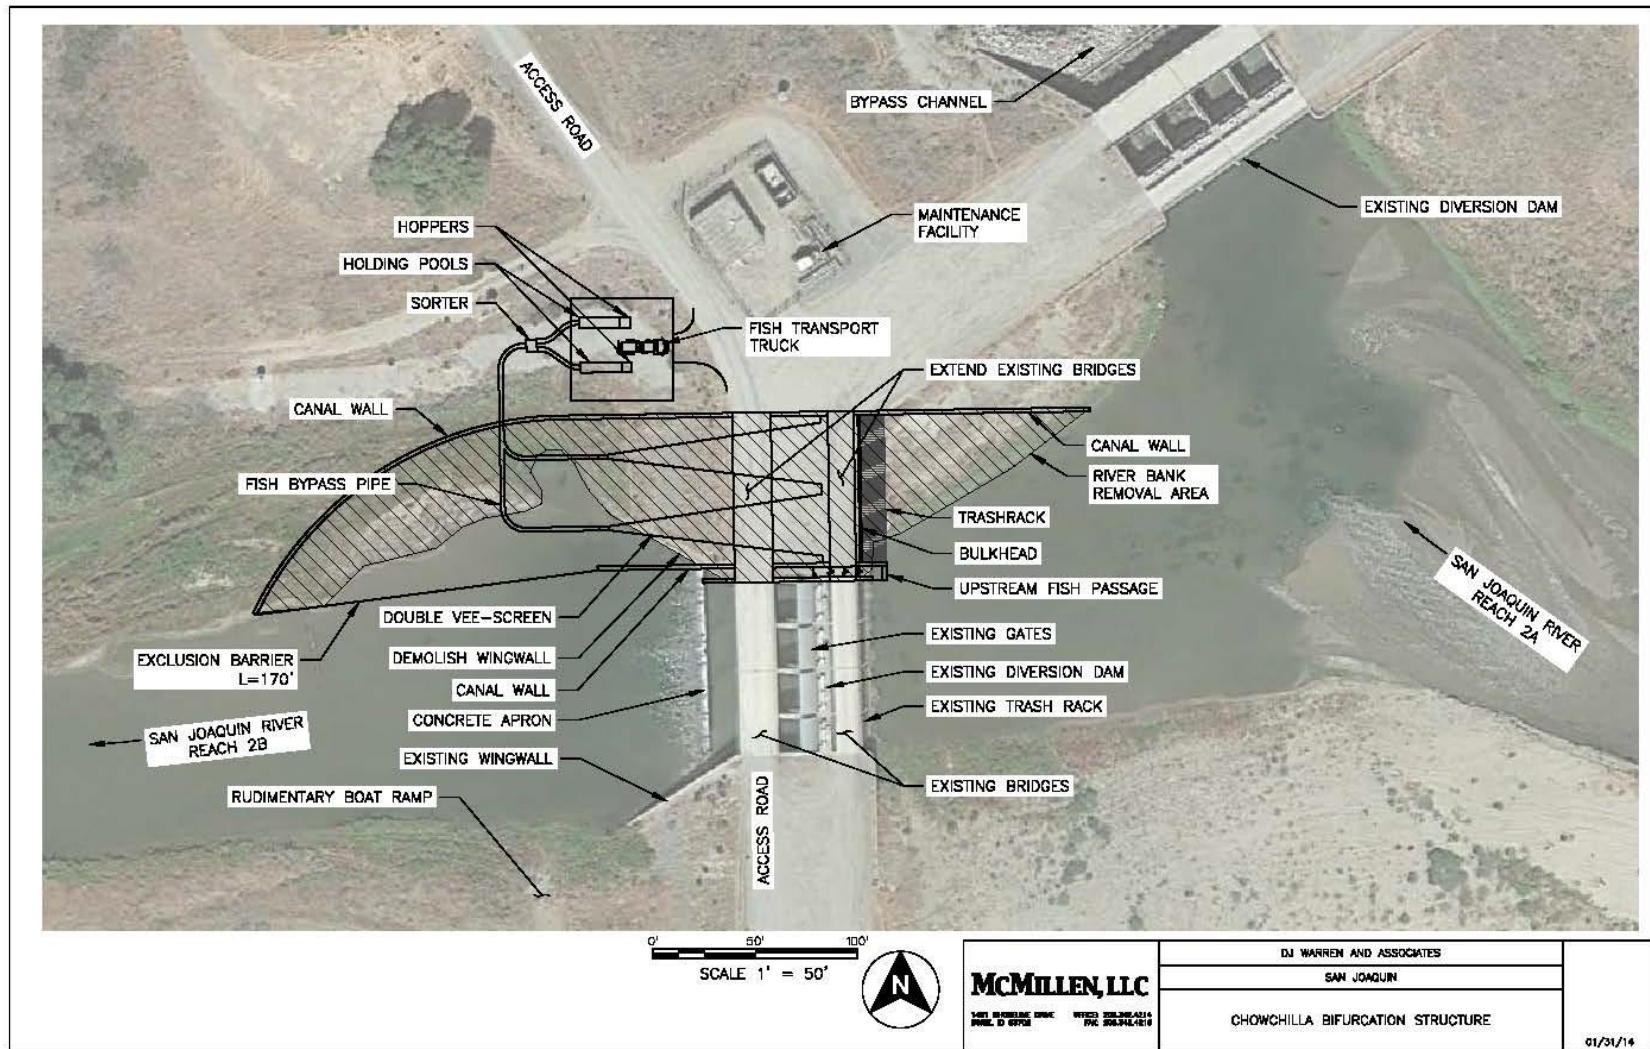 ACCESS ROAD
BYPASS CHANNEL
EXISTING DIVERSION DAM
MAINTENANCE
FACILITY
HOPPERS
HOLDING POOLS
SORTER
FISH TRANSPORT
TRUCK
EXTEND EXISTING BRIDGES
CANAL WALL
CANAL WALL
RIVER BANK
REMOVAL AREA
FISH BYPASS PIPE
TRASHRACK
BULKHEAD
UPSTREAM FISH PASSAGE
SAN JOAQUIN RIVER
REACH 2A
DOUBLE VEE-SCREEN
EXISTING GATES
DEMOLISH WINGWALL
EXCLUSION BARRIER
L=170'
EXISTING DIVERSION DAM
CANAL WALL
CONCRETE APRON
EXISTING TRASH RACK
SAN JOAQUIN RIVER
REACH 2B
EXISTING WINGWALL
EXISTING BRIDGES
RUDIMENTARY BOAT RAMP
ACCESS ROAD
0' 50' 100'
SCALE 1' = 50'
N
MCMILLEN, LLC
DJ WARREN AND ASSOCIATES
SAN JOAQUIN
CHOWCHILLA BIFURCATION STRUCTURE
01/31/14